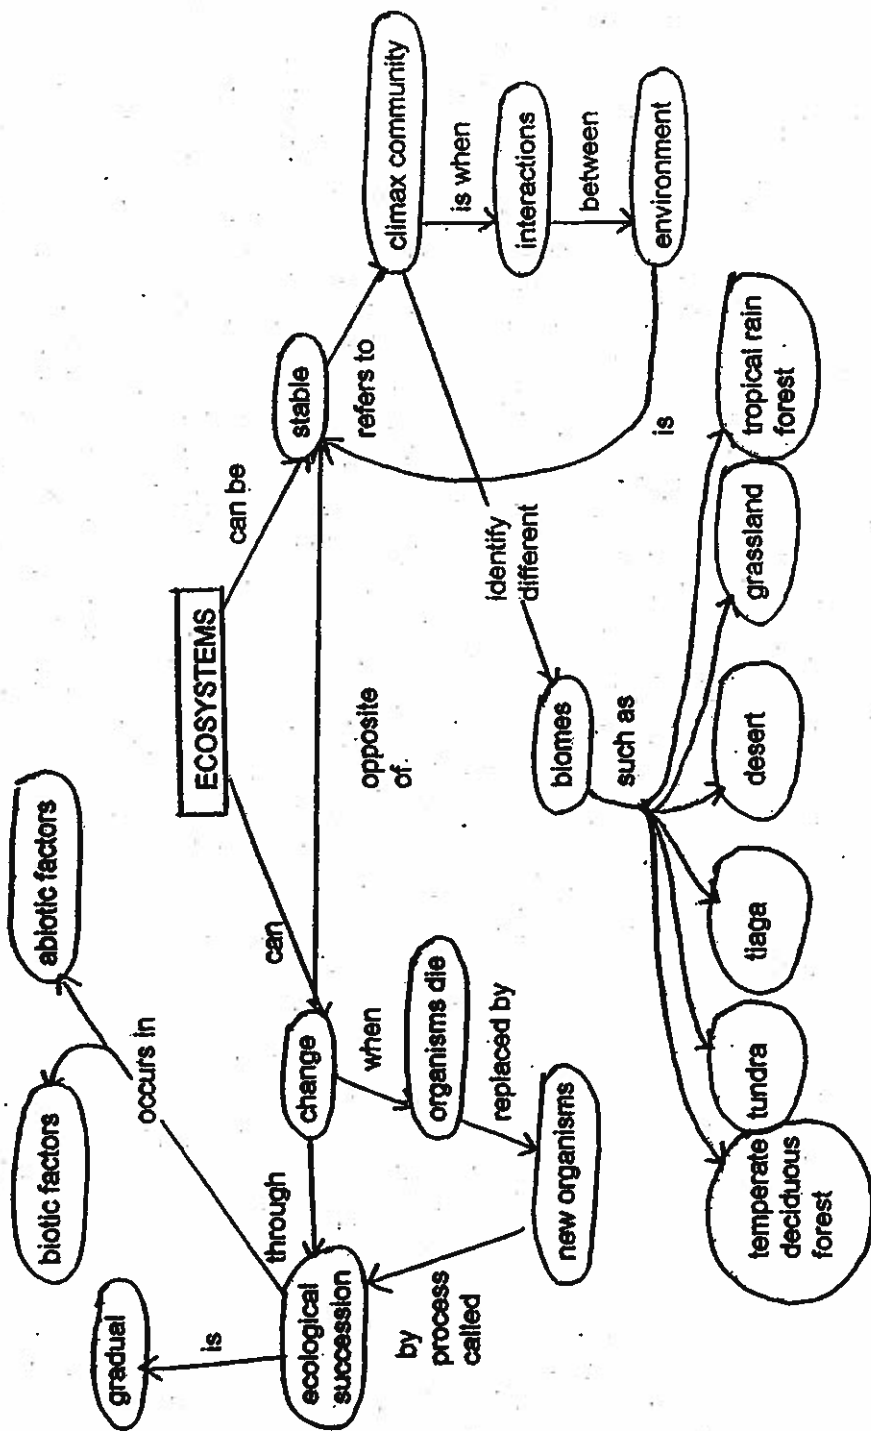 biotic factors
abiotic factors
gradual
occurs in
is
ECOSYSTEMS
can be
through
can
ecological
succession
change
stable
when
opposite
of
refers to
climax community
by
process
called
organisms die
is when
replaced by
identify
different
interactions
new organisms
biomes
between
such as
is
environment
temperate
deciduous
forest
tundra
tiaga
desert
grassland
tropical rain
forest